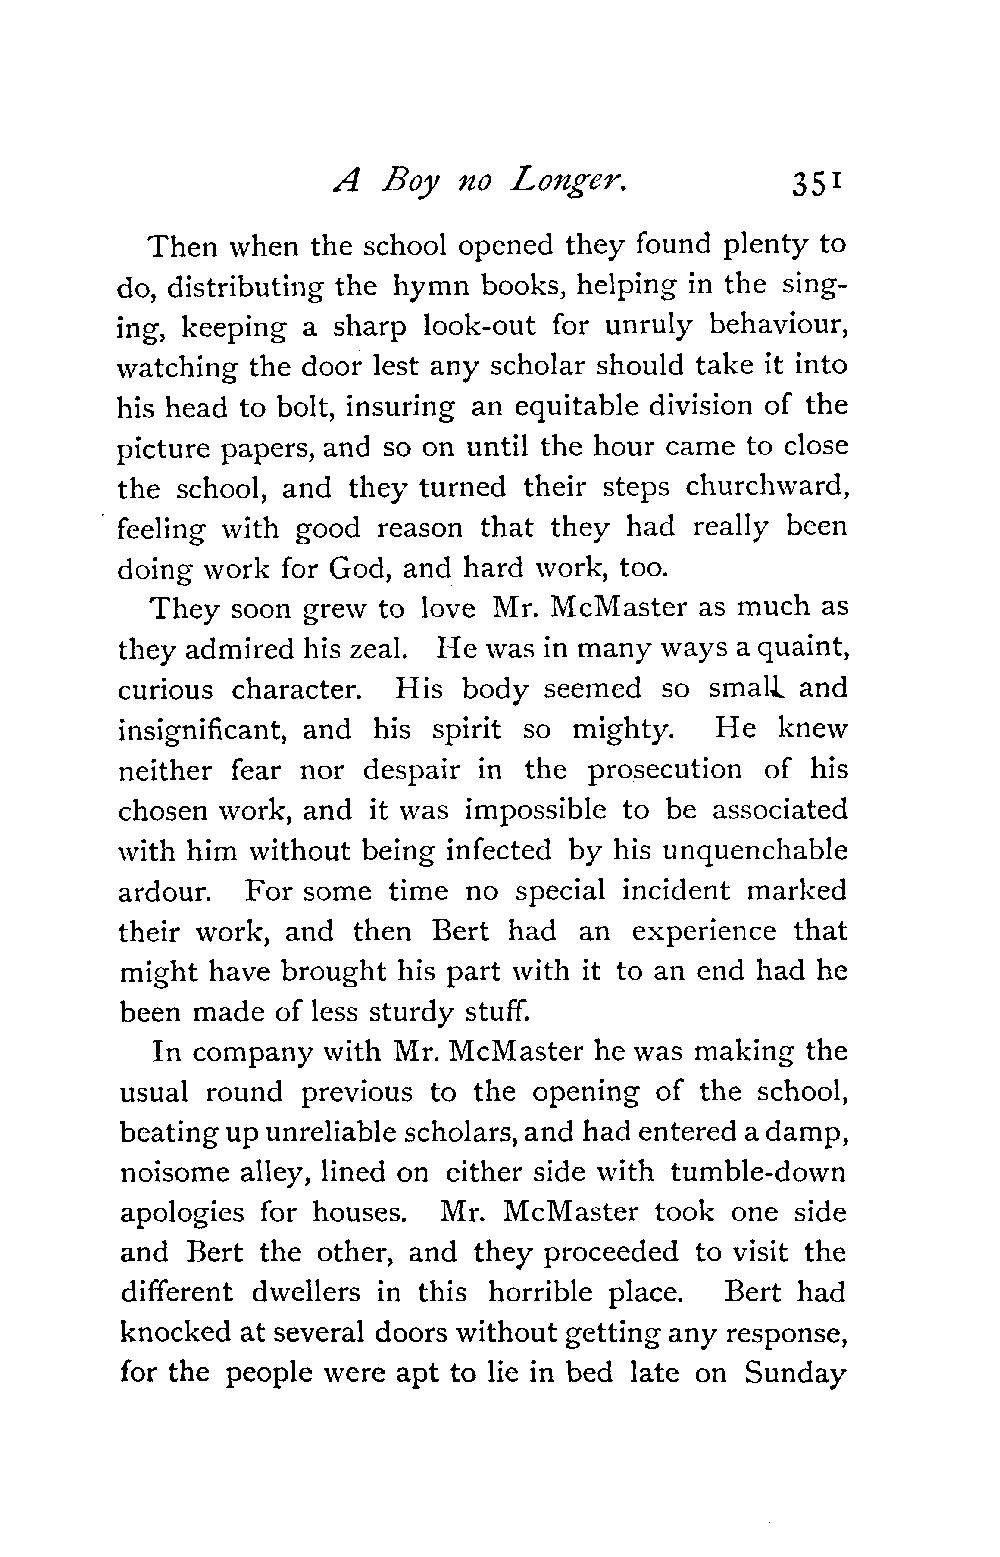 A Boy no Longer. 351
Then when the school opened they found plenty to
do, distributing the hymn books, helping in the sing-
ing, keeping a sharp look-out for unruly behaviour,
watching the door lest any scholar should take it into
his head to bolt, insuring an equitable division of the
picture papers, and so on until the hour came to close
the school, and they turned their steps churchward,
feeling with good reason that they had really been
doing work for God, and hard work, too.
They soon grew to love Mr. McMaster as much as
they admired his zeal. He was in many ways a quaint,
curious character. His body seemed so small and
insignificant, and his spirit so mighty. He knew
neither fear nor despair in the prosecution of his
chosen work, and it was impossible to be associated
with him without being infected by his unquenchable
ardour. For some time no special incident marked
their work, and then Bert had an experience that
might have brought his part with it to an end had he
been made of less sturdy stuff.
In company with Mr. McMaster he was making the
usual round previous to the opening of the school,
beating up unreliable scholars, and had entered a damp,
noisome alley, lined on either side with tumble-down
apologies for houses. Mr. McMaster took one side
and Bert the other, and they proceeded to visit the
different dwellers in this horrible place. Bert had
knocked at several doors without getting any response,
for the people were apt to lie in bed late on Sunday